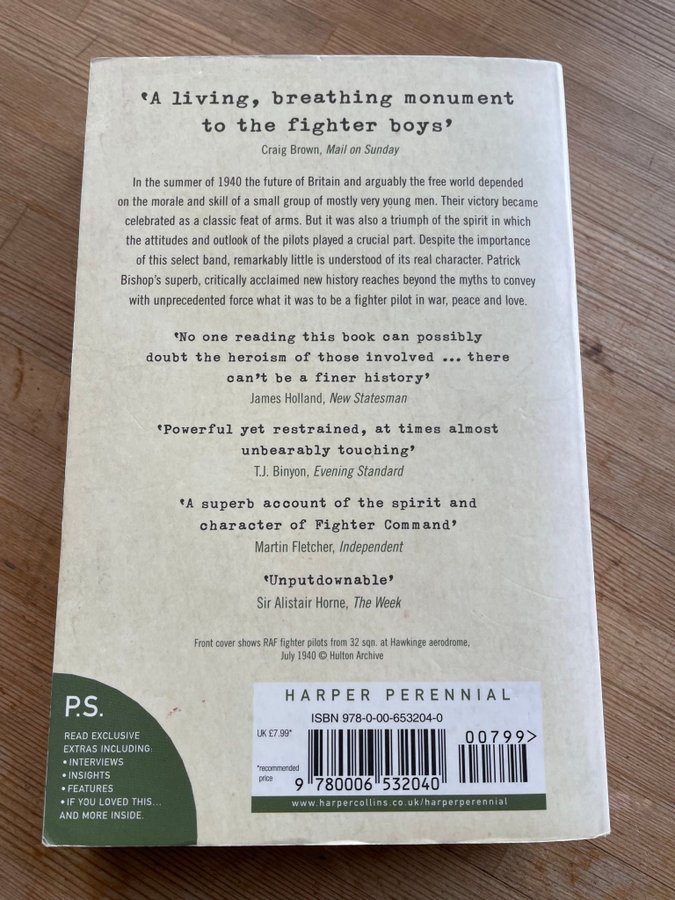 ‘A living, breathing monument
to the fighter boys’
Craig Brown, Mail on Sunday
In the summer of 1940 the future of Britain and arguably the free world depended
on the morale and skill of a small group of mostly very young men. Their victory became
celebrated as a classic feat of arms. But it was also a triumph of the spirit in which
the attitudes and outlook of the pilots played a crucial part. Despite the importance
of this select band, remarkably little is understood of its real character. Patrick
Bishop's superb, critically acclaimed new history reaches beyond the myths to convey
with unprecedented force what it was to be a fighter pilot in war, peace and love.
‘No one reading this book can possibly
doubt the heroism of those involved ... there
can't be a finer history’
James Holland, New Statesman
‘Powerful yet restrained, at times almost
unbearably touching’
T.J. Binyon, Evening Standard
‘A superb account of the spirit and
character of Fighter Command’
Martin Fletcher, Independent
‘Unputdownable’
Sir Alistair Horne, The Week
Front cover shows RAF fighter pilots from 32 sqn. at Hawkinge aerodrome,
July 1940 © Hulton Archive
P.S.
READ EXCLUSIVE
EXTRAS INCLUDING:
• INTERVIEWS
• INSIGHTS
• FEATURES
• IF YOU LOVED THIS...
AND MORE INSIDE.
HARPER PERENNIAL
ISBN 978-0-00-653204-0
UK £7.99*
00799>
*recommended
price
9 780006 532040
www.harpercollins.co.uk/harperperennial